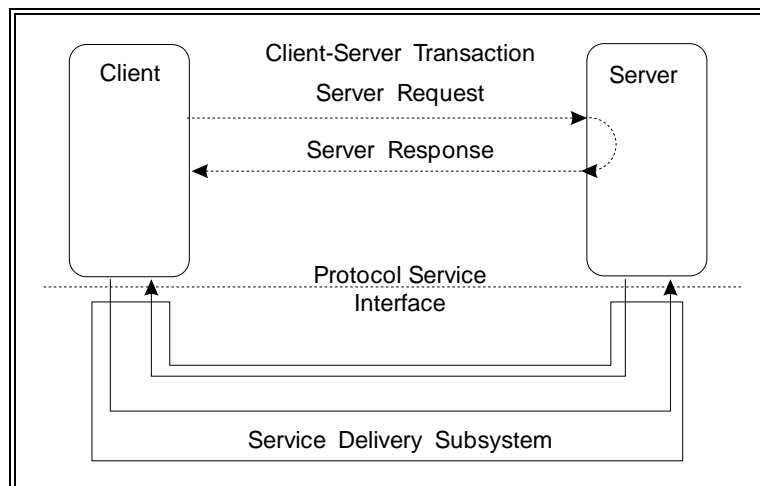 Client-Server Transaction
Client
Server
Server Request
Server Response
Protocol Service
Interface
Service Delivery Subsystem